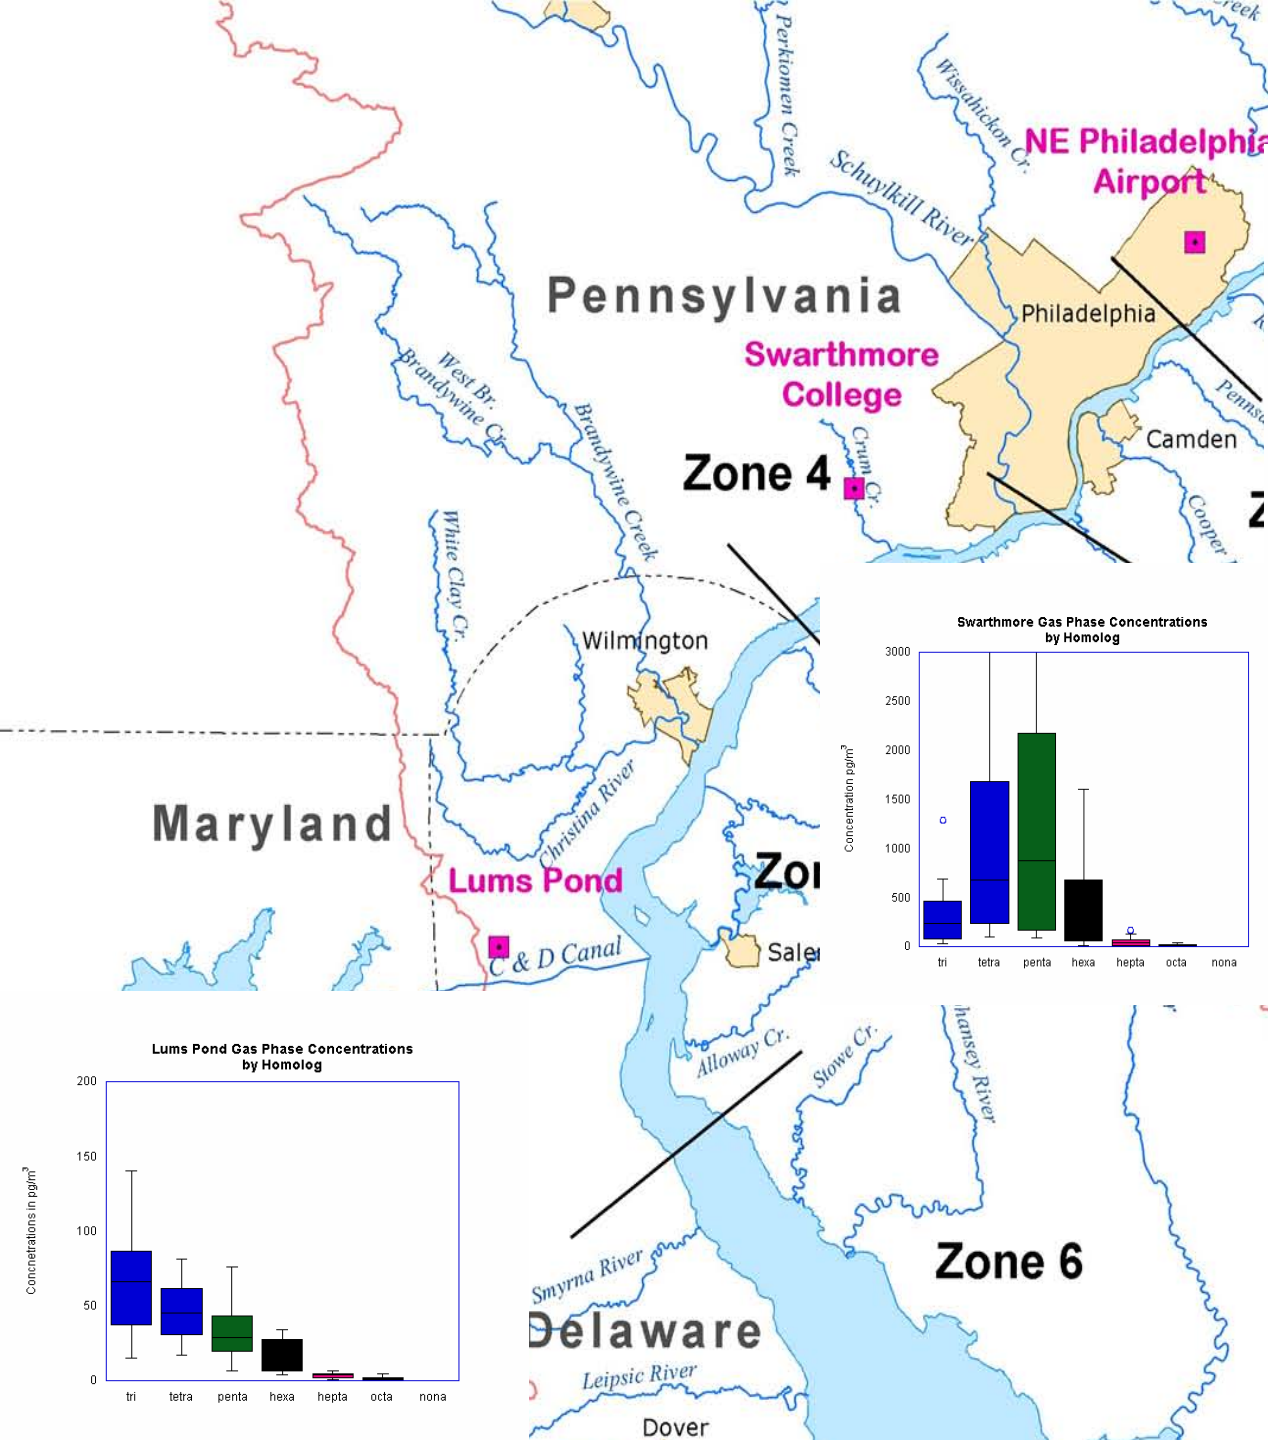 Creek
Perkiomen Creek
Wissahickon Cr.
NE Philadelphia
Airport
Schuylkill River
Pennsylvania
Philadelphia
Swarthmore
College
West Br.
Brandywine Cr.
Brandywine Creek
Camden
Crum Cr.
Zone 4
Cooper
White Clay Cr.
Wilmington
Maryland
Christina River
Lums Pond
C & D Canal
Swarthmore Gas Phase Concentrations
by Homolog
Concentration pg/m³
3000
2500
2000
1500
1000
500
0
tri tetra penta hexa hepta octa nona
Alloway Cr.
Stowe Cr.
hansey River
Lums Pond Gas Phase Concentrations
by Homolog
Concnetrations in pg/m³
200
150
100
50
0
tri tetra penta hexa hepta octa nona
Zone 6
Smyrna River
Delaware
Leipsic River
Dover